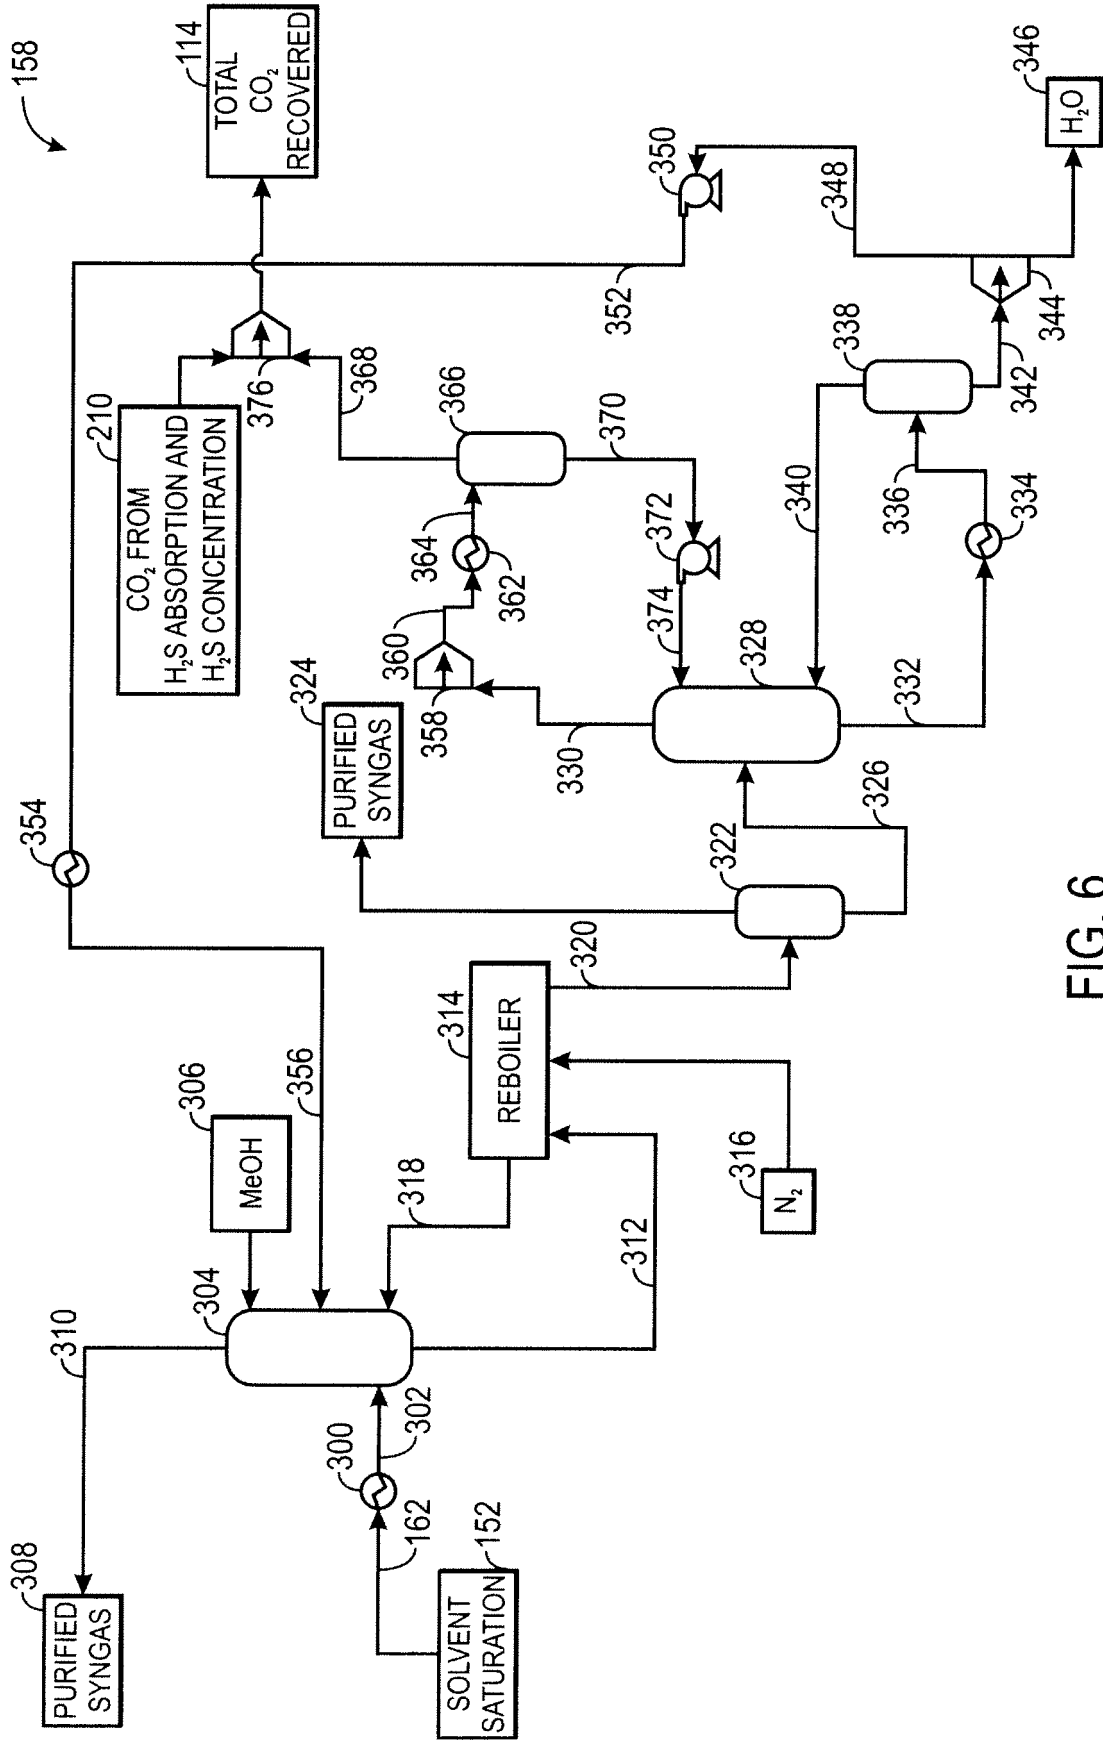 158
308
PURIFIED
SYNGAS
310
306
MeOH
354
210
CO₂ FROM
H₂S ABSORPTION AND
H₂S CONCENTRATION
114
TOTAL
CO₂
RECOVERED
376
368
304
356
324
PURIFIED
SYNGAS
358
360
362
364
366
370
352
350
300
302
162
SOLVENT
SATURATION
152
318
312
314
REBOILER
320
322
326
330
328
332
374
372
340
338
336
334
342
344
348
346
H₂O
316
N₂
FIG. 6